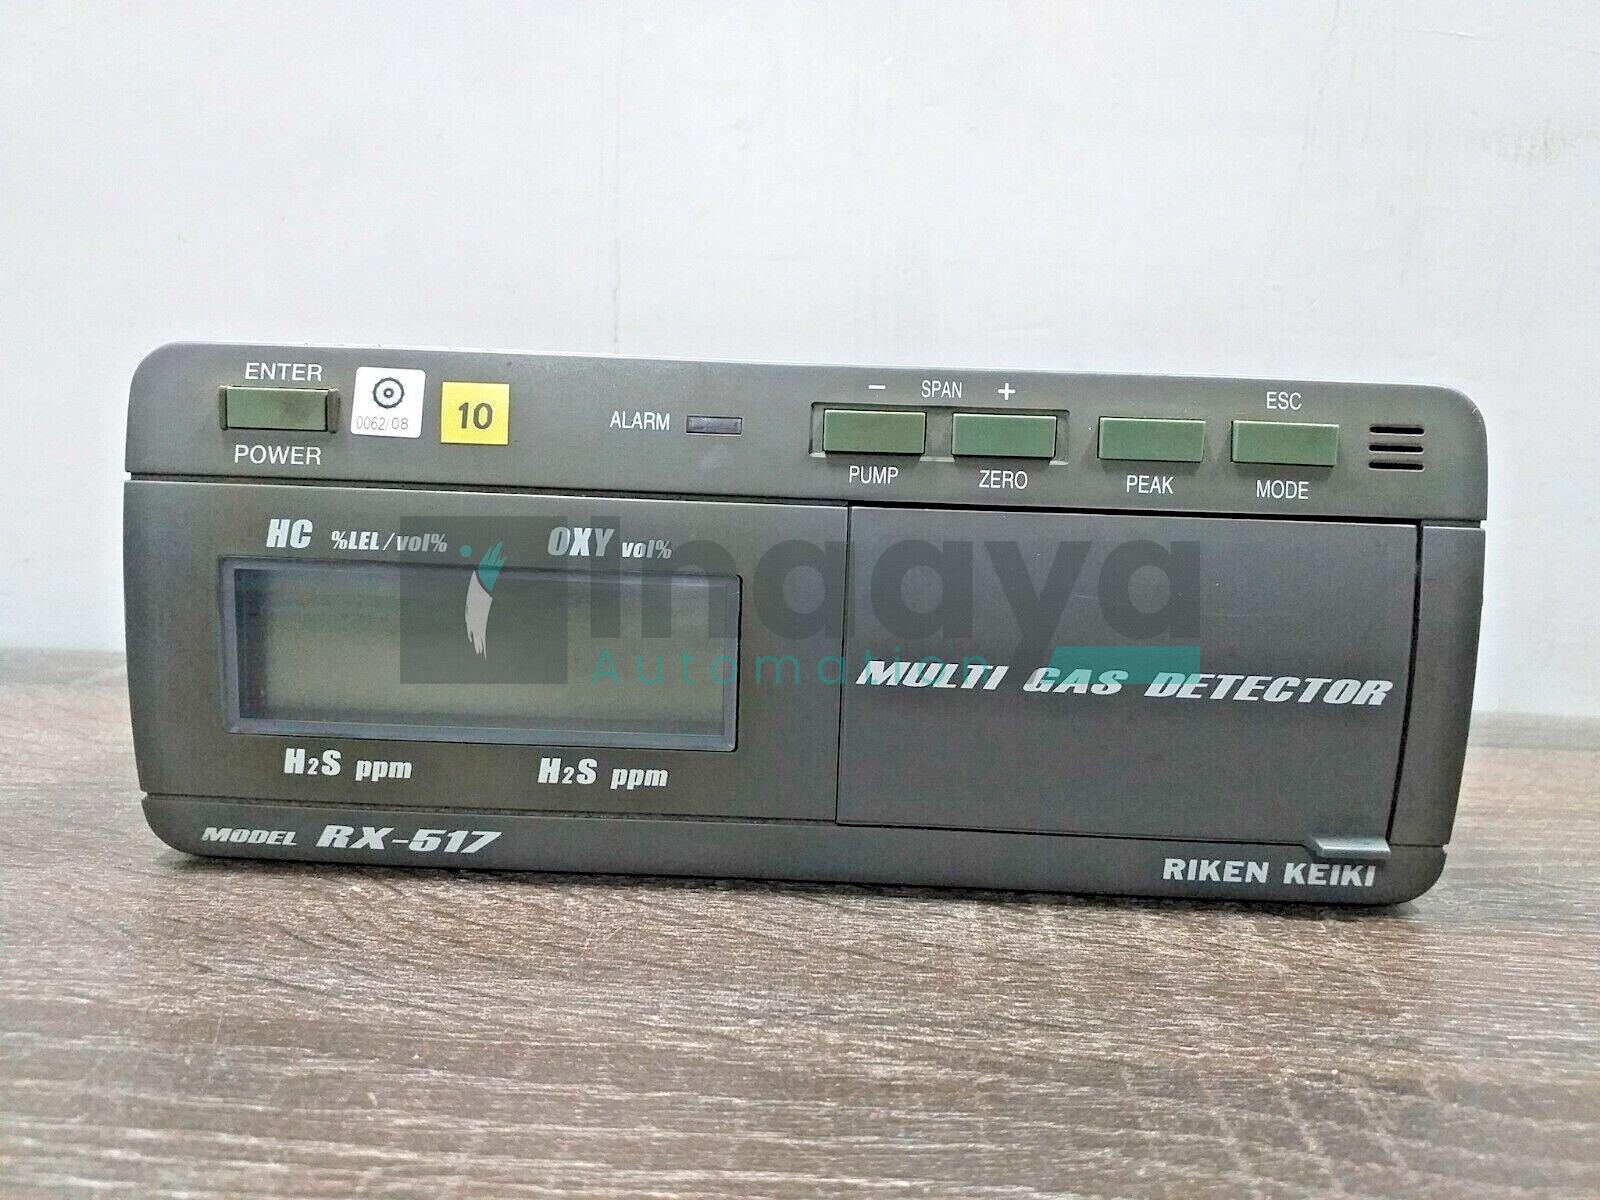 ENTER
POWER
0062/08
10
ALARM
− SPAN +
PUMP
ZERO
PEAK
ESC
MODE
HC %LEL/vol%
OXY vol%
inaaya
Automation
MULTI GAS DETECTOR
H2S ppm
H2S ppm
MODEL RX-517
RIKEN KEIKI